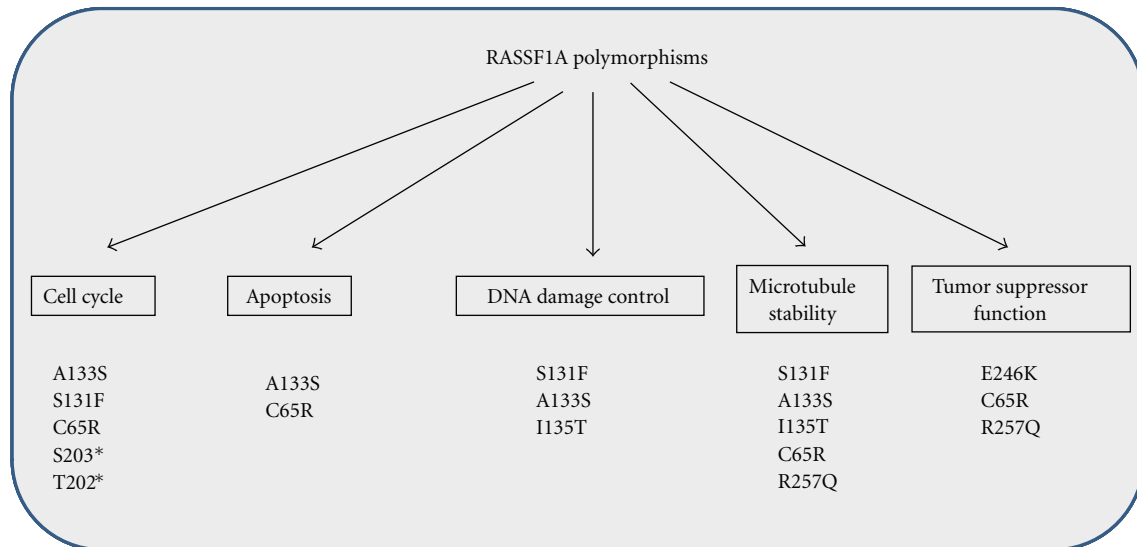 RASSF1A polymorphisms
Cell cycle
A133S
S131F
C65R
S203*
T202*
Apoptosis
A133S
C65R
DNA damage control
S131F
A133S
I135T
Microtubule
stability
S131F
A133S
I135T
C65R
R257Q
Tumor suppressor
function
E246K
C65R
R257Q